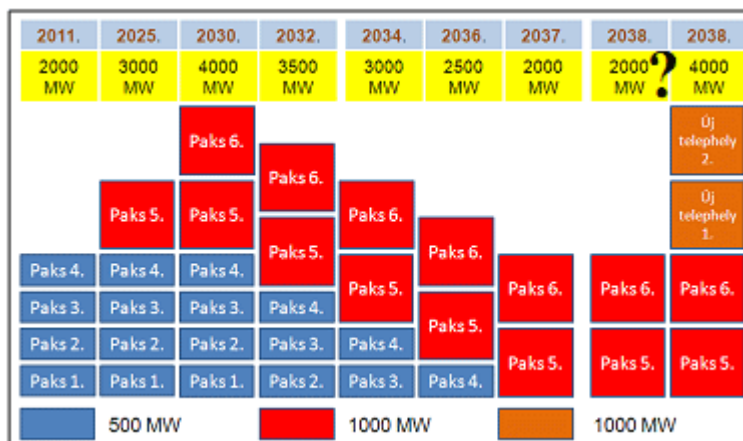 2011. 2025. 2030. 2032. 2034. 2036. 2037. 2038. 2038.
2000 3000 4000 3500 3000 2500 2000 2000 ? 4000
MW MW MW MW MW MW MW MW MW
Paks 6. Új telephely 2.
Paks 6.
Paks 5. Paks 5. Paks 6. Új telephely 1.
Paks 5. Paks 6.
Paks 4. Paks 4. Paks 4. Paks 5. Paks 6. Paks 6. Paks 6.
Paks 3. Paks 3. Paks 3. Paks 4. Paks 5.
Paks 2. Paks 2. Paks 2. Paks 3. Paks 4. Paks 5. Paks 5. Paks 5.
Paks 1. Paks 1. Paks 1. Paks 2. Paks 3. Paks 4.
500 MW 1000 MW 1000 MW